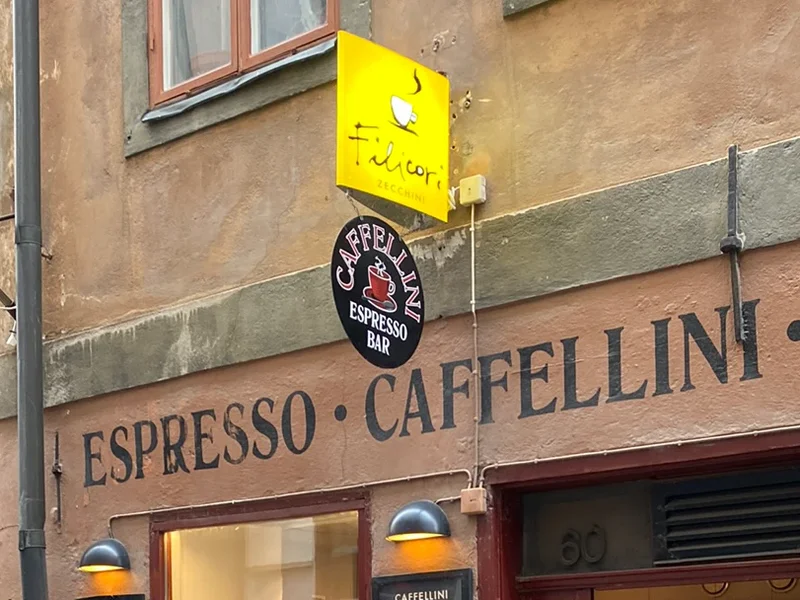 Filicori
ZECCHINI
CAFFELLINI
ESPRESSO
BAR
ESPRESSO · CAFFELLINI ·
60
CAFFELLINI